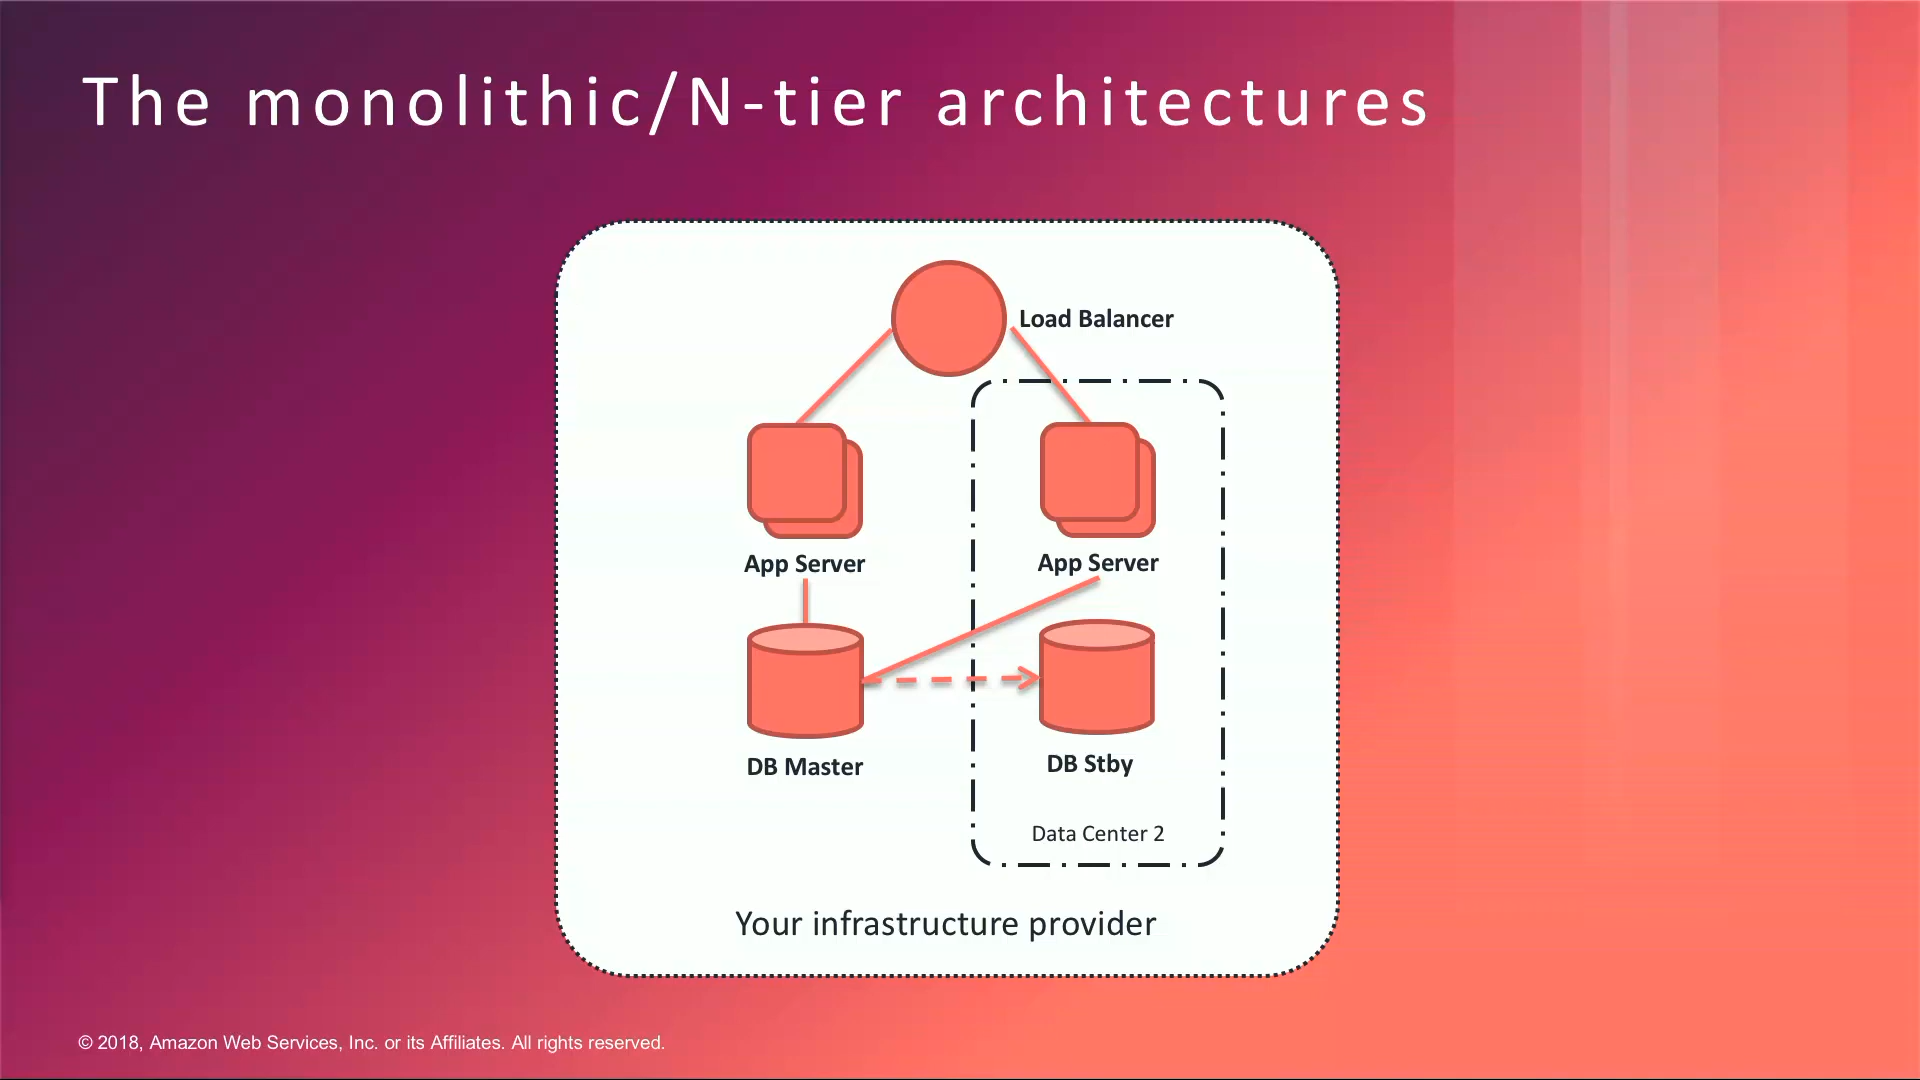 The monolithic/N-tier architectures
Load Balancer
App Server
App Server
DB Master
DB Stby
Data Center 2
Your infrastructure provider
© 2018, Amazon Web Services, Inc. or its Affiliates. All rights reserved.